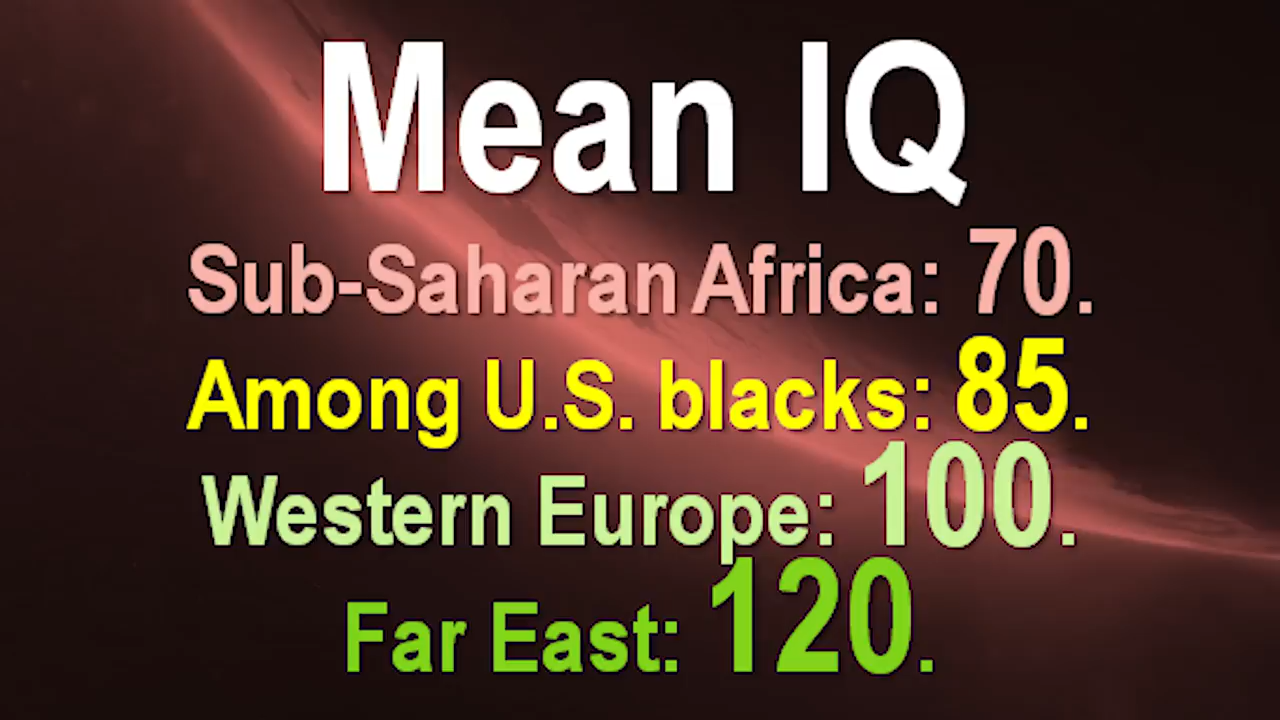 Mean IQ
Sub-Saharan Africa: 70.
Among U.S. blacks: 85.
Western Europe: 100.
Far East: 120.